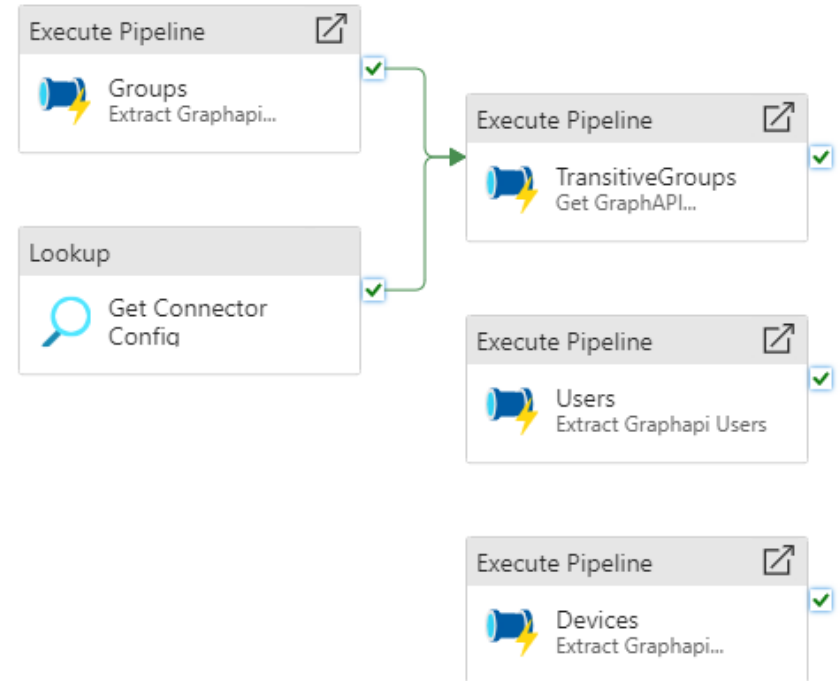 Execute Pipeline
Groups
Extract Graphapi...
Execute Pipeline
TransitiveGroups
Get GraphAPI...
Lookup
Get Connector
Config
Execute Pipeline
Users
Extract Graphapi Users
Execute Pipeline
Devices
Extract Graphapi...